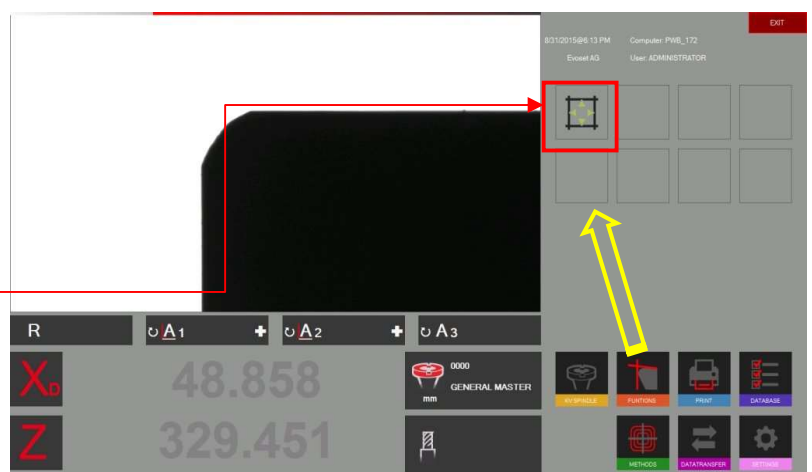 EXIT
8/31/2015@6:13 PM Computer: PWB_172
Evoset AG User: ADMINISTRATOR
R A1 A2 A3
XD 48.858 0000
GENERAL MASTER
mm
Z 329.451
KV SPINDLE FUNTIONS PRINT DATABASE
METHODS DATATRANSFER SETTINGS